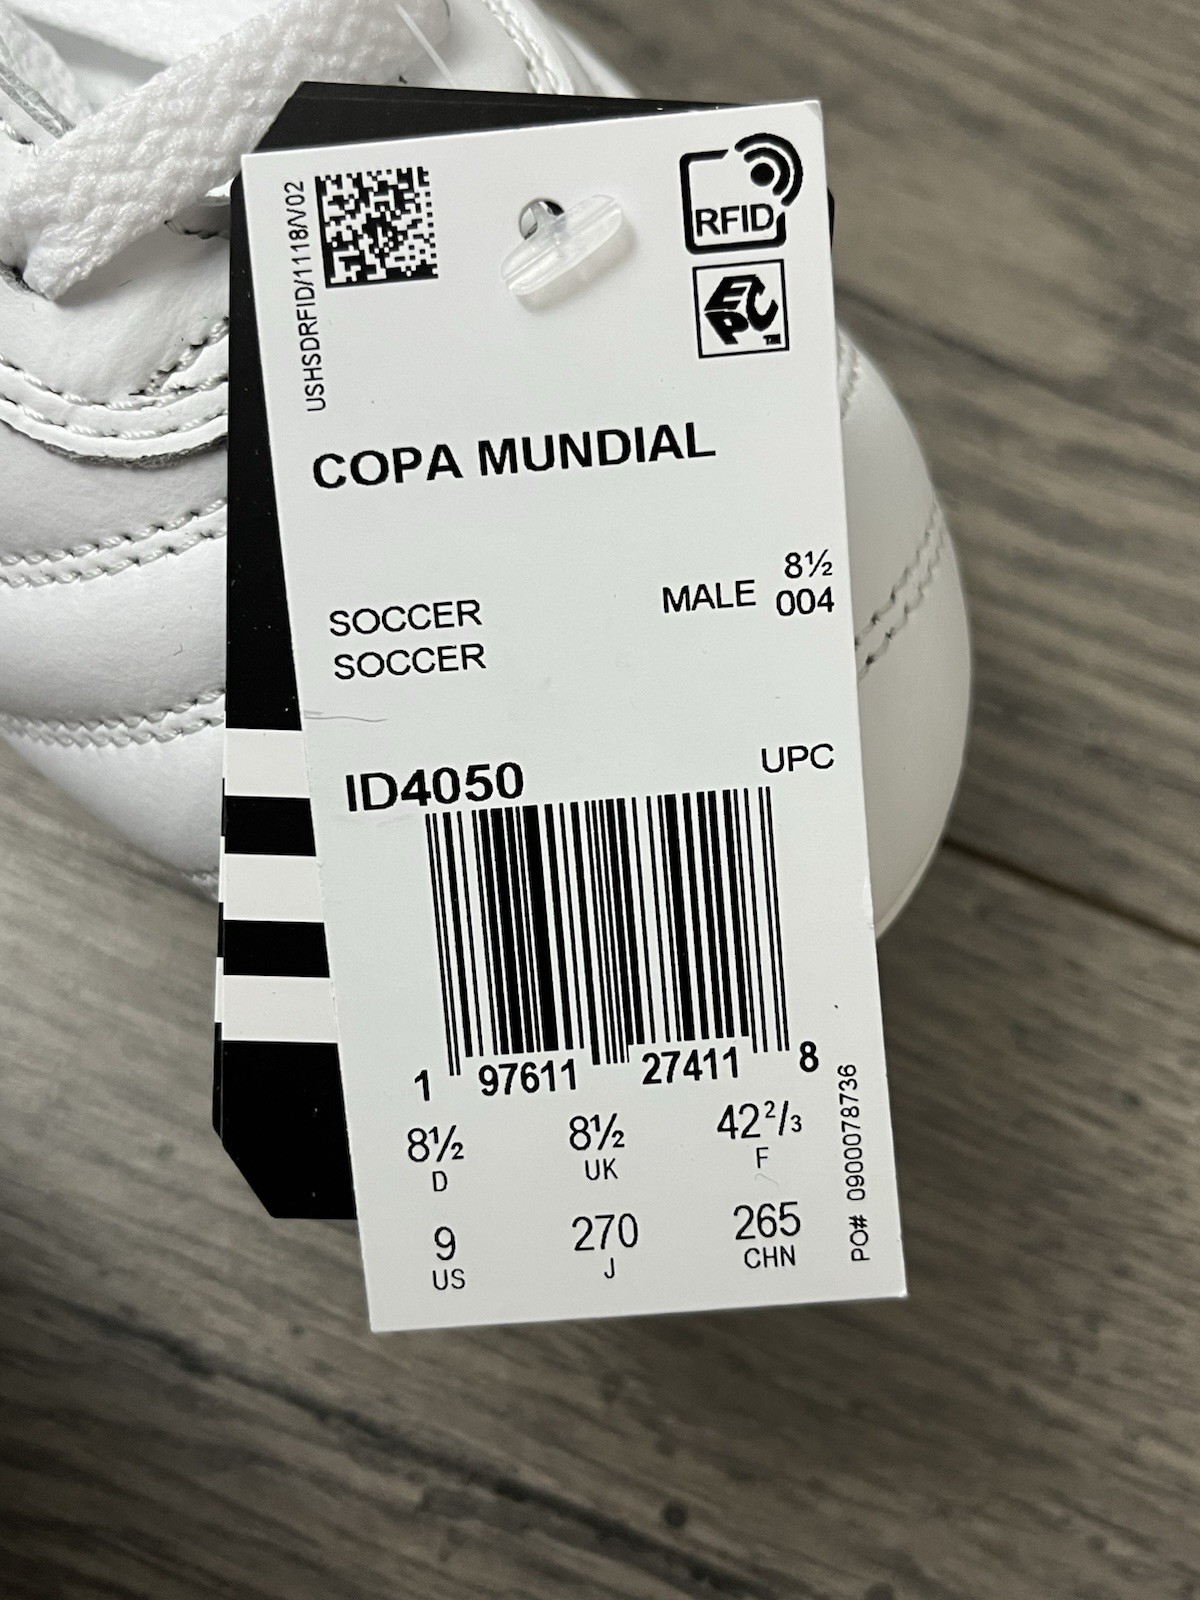 USHSDRFID/1118/V02
RFID
EPC™
COPA MUNDIAL
8½
SOCCER MALE 004
SOCCER
ID4050 UPC
1 97611 27411 8
8½ 8½ 42²/₃
D UK F
9 270 265
US J CHN
PO# 0900078736